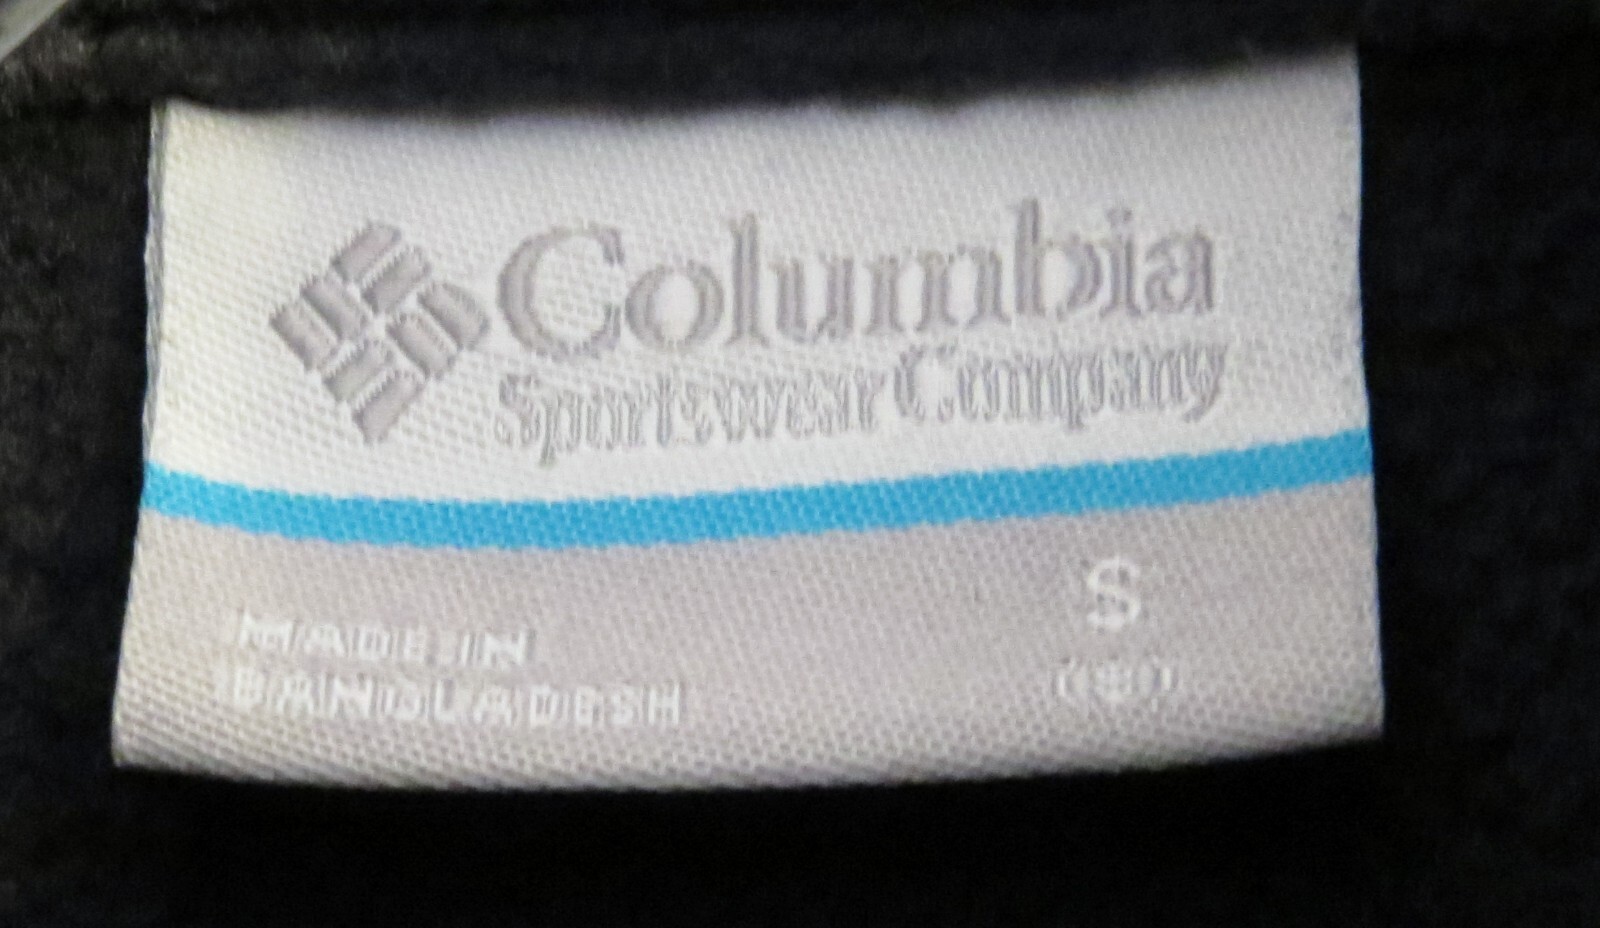 Columbia
Sportswear Company
S
MADE IN
BANGLADESH